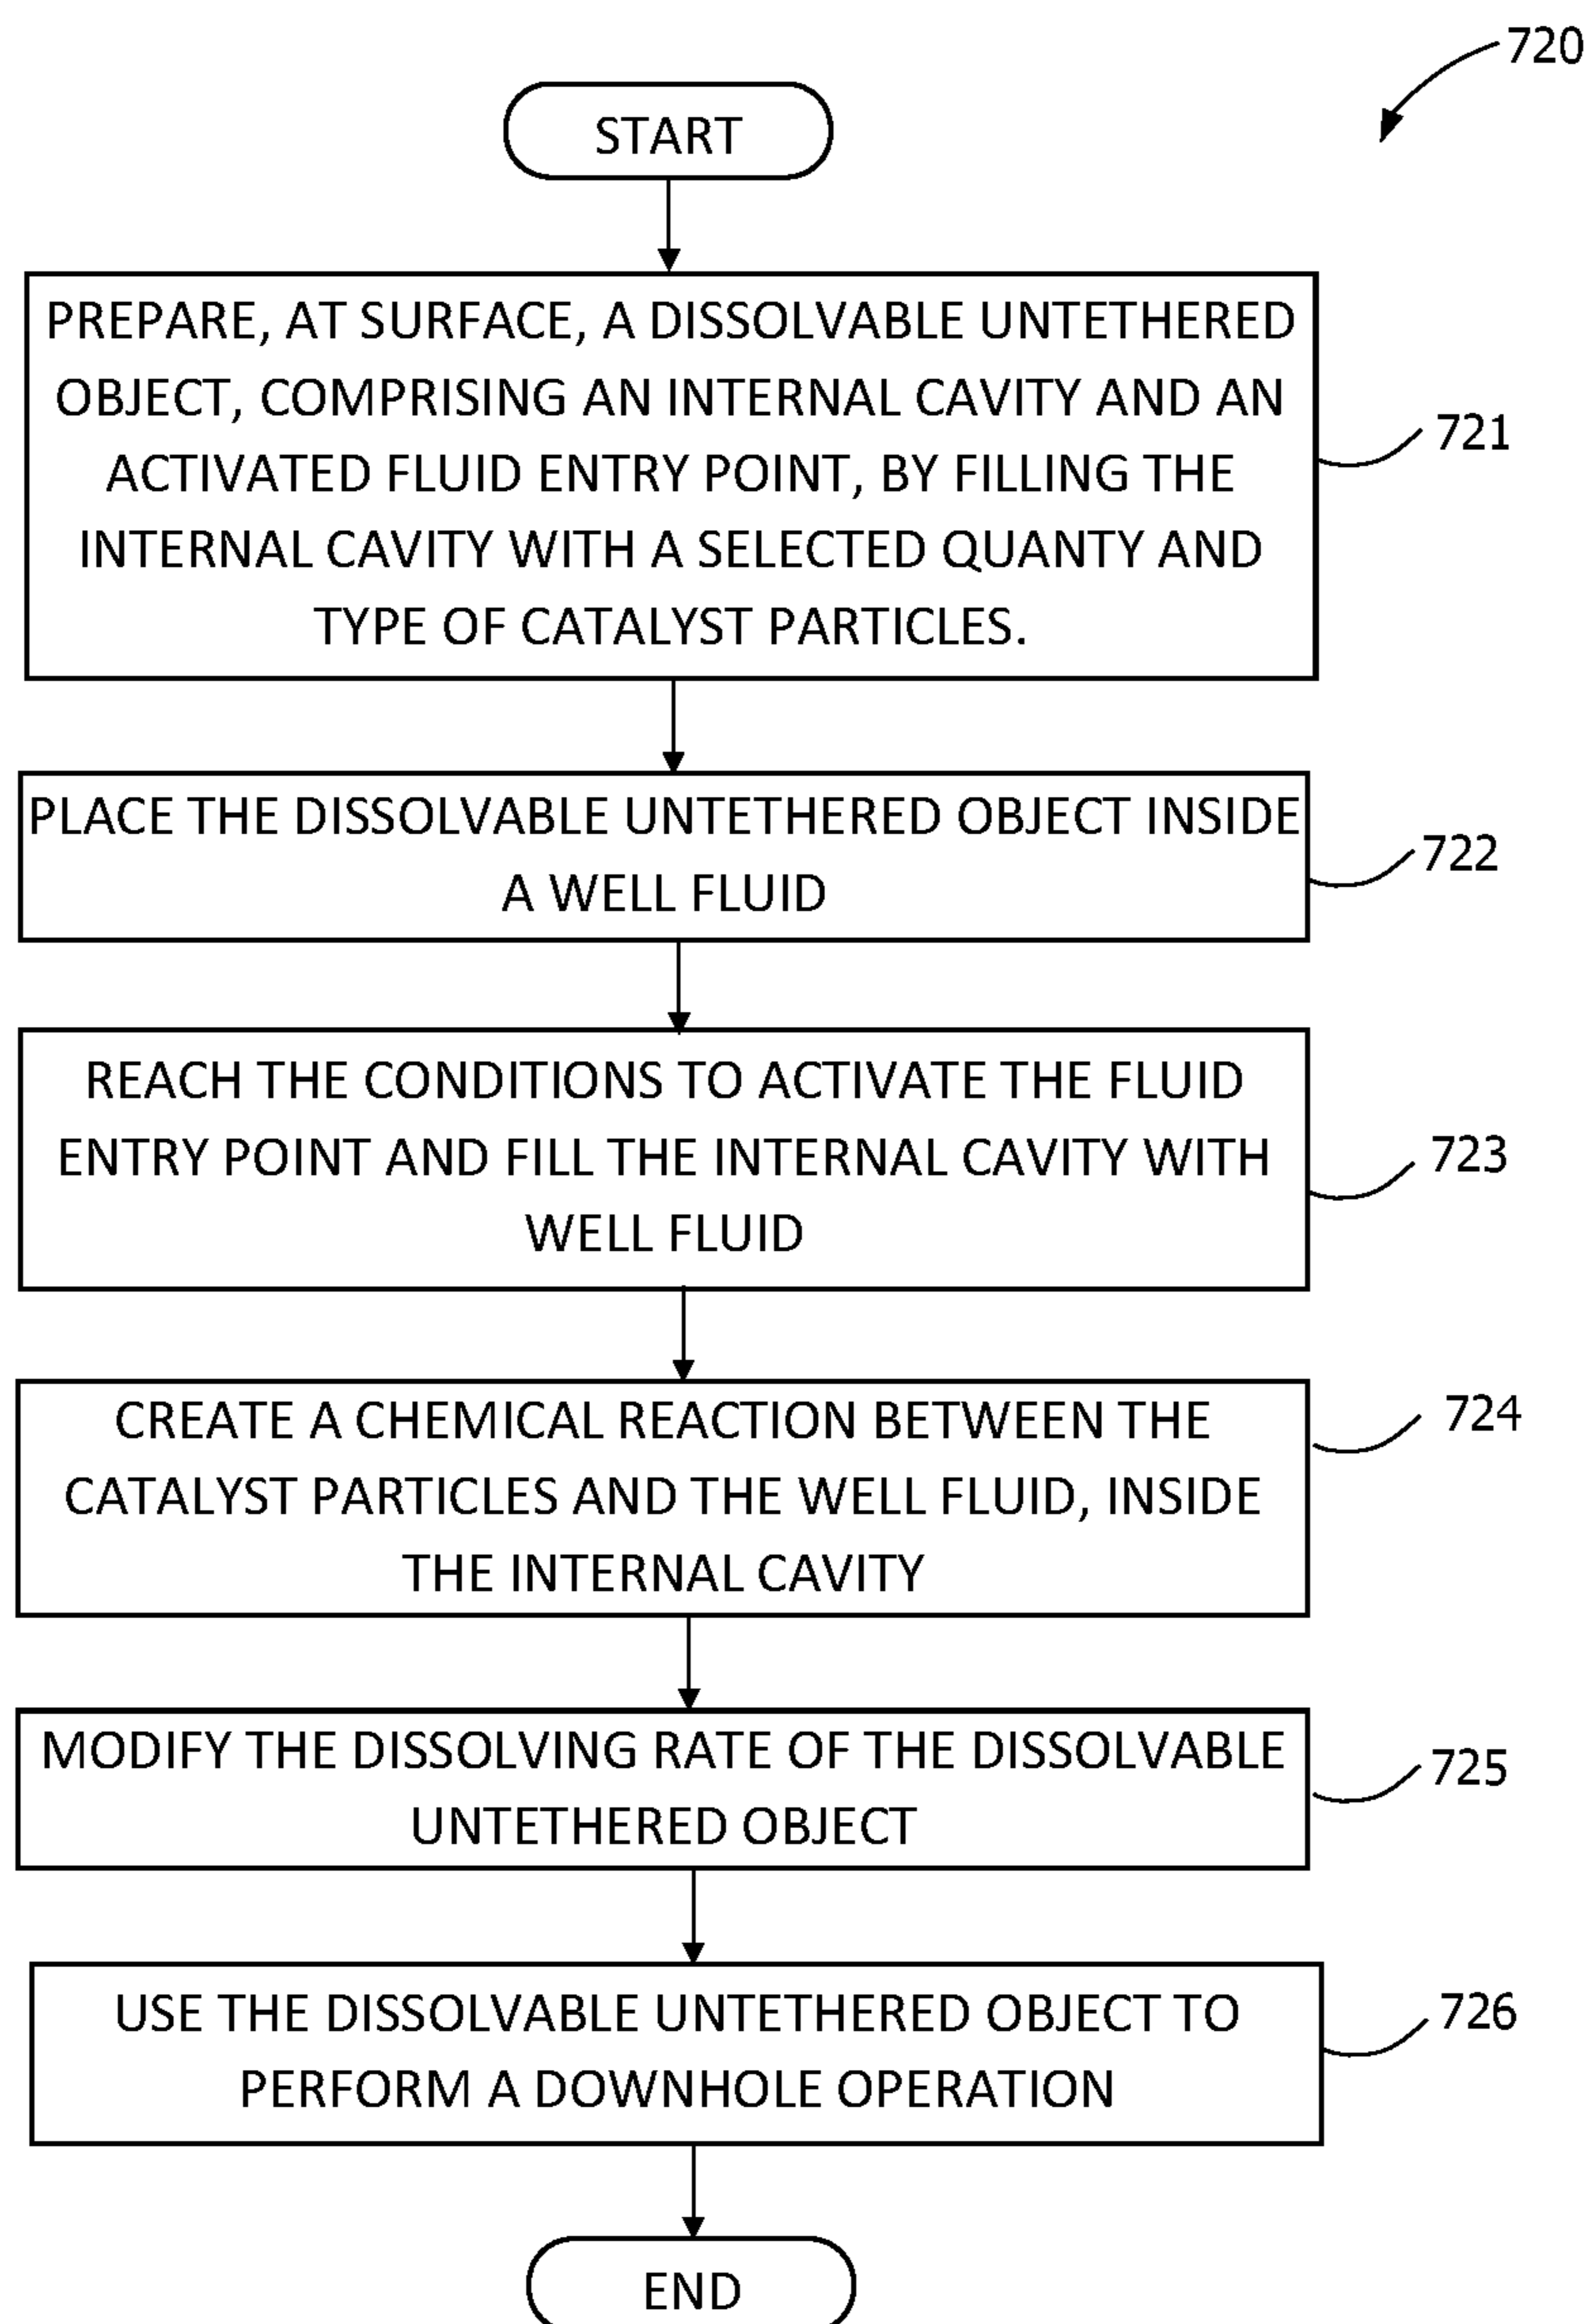 720
START
PREPARE, AT SURFACE, A DISSOLVABLE UNTETHERED
OBJECT, COMPRISING AN INTERNAL CAVITY AND AN
ACTIVATED FLUID ENTRY POINT, BY FILLING THE
INTERNAL CAVITY WITH A SELECTED QUANTY AND
TYPE OF CATALYST PARTICLES.
721
PLACE THE DISSOLVABLE UNTETHERED OBJECT INSIDE
A WELL FLUID
722
REACH THE CONDITIONS TO ACTIVATE THE FLUID
ENTRY POINT AND FILL THE INTERNAL CAVITY WITH
WELL FLUID
723
CREATE A CHEMICAL REACTION BETWEEN THE
CATALYST PARTICLES AND THE WELL FLUID, INSIDE
THE INTERNAL CAVITY
724
MODIFY THE DISSOLVING RATE OF THE DISSOLVABLE
UNTETHERED OBJECT
725
USE THE DISSOLVABLE UNTETHERED OBJECT TO
PERFORM A DOWNHOLE OPERATION
726
END